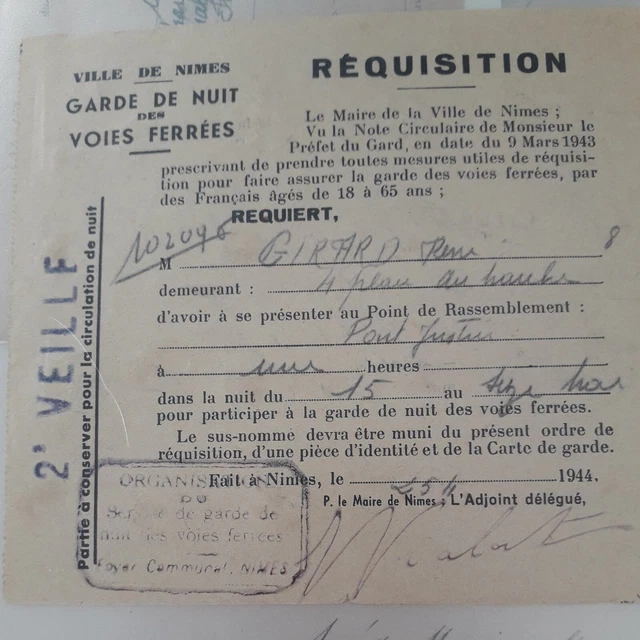 VILLE DE NIMES
GARDE DE NUIT
DES
VOIES FERRÉES
RÉQUISITION
Le Maire de la Ville de Nimes ;
Vu la Note Circulaire de Monsieur le
Préfet du Gard, en date du 9 Mars 1943
prescrivant de prendre toutes mesures utiles de réquisi-
tion pour faire assurer la garde des voies ferrées, par
des Français âgés de 18 à 65 ans ;
REQUIERT,
102096
M GIRARD René 8
demeurant : 4 place du
d'avoir à se présenter au Point de Rassemblement :
Pont Justice
à une heures
dans la nuit du 15 au seize
pour participer à la garde de nuit des voies ferrées.
Le sus-nommé devra être muni du présent ordre de
réquisition, d'une pièce d'identité et de la Carte de garde.
Fait à Nimes, le 1944.
P. le Maire de Nimes ; L'Adjoint délégué,
2e VEILLE
Partie à conserver pour la circulation de nuit
ORGANISATION
DU
Service de garde de
nuit des voies ferrées
Foyer Communal, NIMES